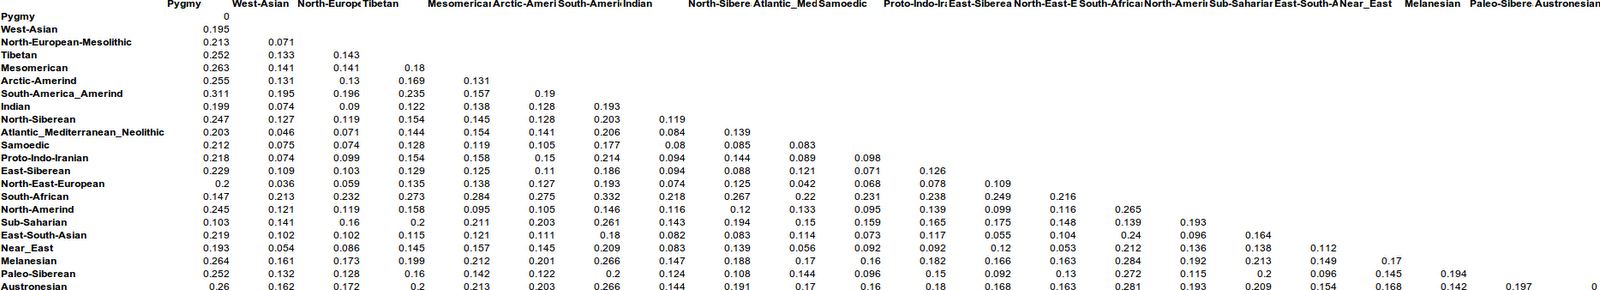 Pygmy West-Asian North-Europe Tibetan Mesomerican Arctic-Ameri South-Ameri Indian North-Sibere Atlantic_Med Samoedic Proto-Indo-Ira East-Siberea North-East-E South-African North-Ameri Sub-Saharian East-South-A Near_East Melanesian Paleo-Sibere Austronesian
Pygmy 0
West-Asian 0.195
North-European-Mesolithic 0.213 0.071
Tibetan 0.252 0.133 0.143
Mesomerican 0.263 0.141 0.141 0.18
Arctic-Amerind 0.255 0.131 0.13 0.169 0.131
South-America_Amerind 0.311 0.195 0.196 0.235 0.157 0.19
Indian 0.199 0.074 0.09 0.122 0.138 0.128 0.193
North-Siberean 0.247 0.127 0.119 0.154 0.145 0.128 0.203 0.119
Atlantic_Mediterranean_Neolithic 0.203 0.046 0.071 0.144 0.154 0.141 0.206 0.084 0.139
Samoedic 0.212 0.075 0.074 0.128 0.119 0.105 0.177 0.08 0.085 0.083
Proto-Indo-Iranian 0.218 0.074 0.099 0.154 0.158 0.15 0.214 0.094 0.144 0.089 0.098
East-Siberean 0.229 0.109 0.103 0.129 0.125 0.11 0.186 0.094 0.088 0.121 0.071 0.126
North-East-European 0.2 0.036 0.059 0.135 0.138 0.127 0.193 0.074 0.125 0.042 0.068 0.078 0.109
South-African 0.147 0.213 0.232 0.273 0.284 0.275 0.332 0.218 0.267 0.22 0.231 0.238 0.249 0.216
North-Amerind 0.245 0.121 0.119 0.158 0.095 0.105 0.146 0.116 0.12 0.133 0.095 0.139 0.099 0.116 0.265
Sub-Saharian 0.103 0.141 0.16 0.2 0.211 0.203 0.261 0.143 0.194 0.15 0.159 0.165 0.175 0.148 0.139 0.193
East-South-Asian 0.219 0.102 0.102 0.115 0.121 0.111 0.18 0.082 0.083 0.114 0.073 0.117 0.055 0.104 0.24 0.096 0.164
Near_East 0.193 0.054 0.086 0.145 0.157 0.145 0.209 0.083 0.139 0.056 0.092 0.092 0.12 0.053 0.212 0.136 0.138 0.112
Melanesian 0.264 0.161 0.173 0.199 0.212 0.201 0.266 0.147 0.188 0.17 0.16 0.182 0.166 0.163 0.284 0.192 0.213 0.149 0.17
Paleo-Siberean 0.252 0.132 0.128 0.16 0.142 0.122 0.2 0.124 0.108 0.144 0.096 0.15 0.092 0.13 0.272 0.115 0.2 0.096 0.145 0.194
Austronesian 0.26 0.162 0.172 0.2 0.213 0.203 0.266 0.144 0.191 0.17 0.16 0.18 0.168 0.163 0.281 0.193 0.209 0.154 0.168 0.142 0.197 0